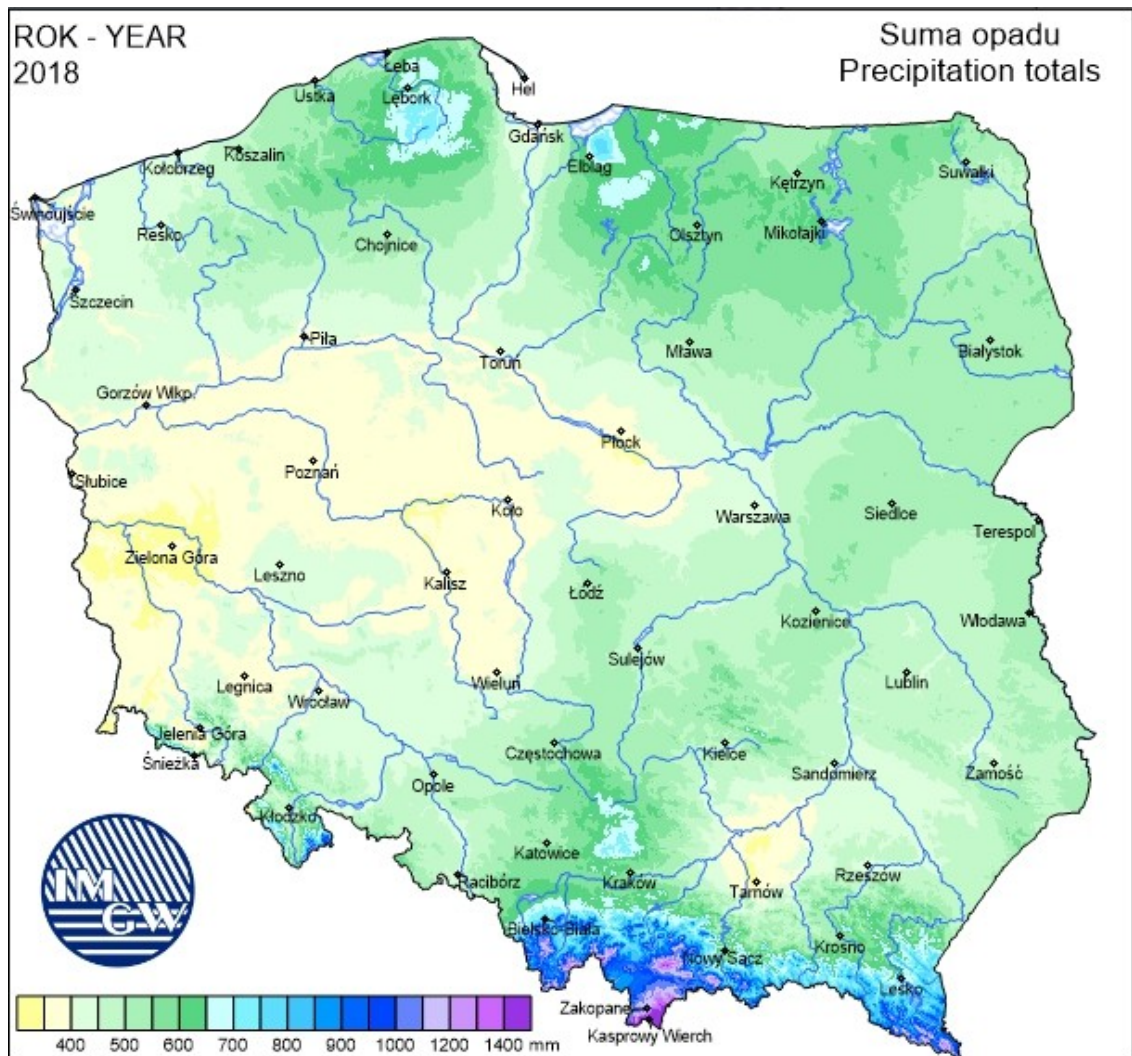 ROK - YEAR
2018
Suma opadu
Precipitation totals
Łeba
Ustka
Lębork
Hel
Gdańsk
Koszalin
Kołobrzeg
Elbląg
Kętrzyn
Suwałki
Świnoujście
Resko
Chojnice
Olsztyn
Mikołajki
Szczecin
Piła
Toruń
Mława
Białystok
Gorzów Wlkp.
Płock
Słubice
Poznań
Koło
Warszawa
Siedlce
Terespol
Zielona Góra
Leszno
Kalisz
Łódź
Kozienice
Włodawa
Sulejów
Legnica
Wrocław
Wieluń
Lublin
Jelenia Góra
Śnieżka
Częstochowa
Kielce
Sandomierz
Zamość
Opole
Kłodzko
Katowice
Racibórz
Kraków
Tarnów
Rzeszów
Bielsko-Biała
Nowy Sącz
Krosno
Lesko
Zakopane
Kasprowy Wierch
IM
GW
400 500 600 700 800 900 1000 1200 1400 mm